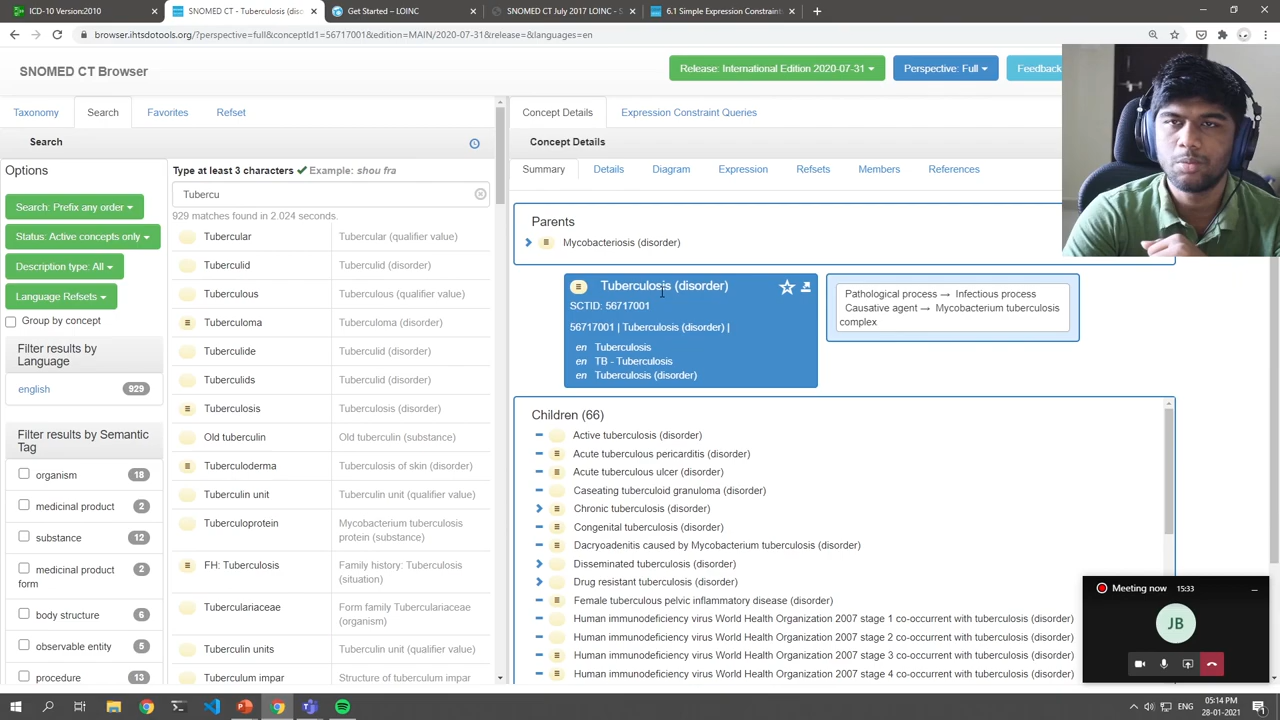 ICD-10 Version:2010
SNOMED CT - Tuberculosis (diso
Get Started – LOINC
SNOMED CT July 2017 LOINC - S
6.1 Simple Expression Constraint
browser.ihtsdotools.org/?perspective=full&conceptId1=56717001&edition=MAIN/2020-07-31&release=&languages=en
SNOMED CT Browser
Release: International Edition 2020-07-31
Perspective: Full
Feedback
Taxonomy
Search
Favorites
Refset
Concept Details
Expression Constraint Queries
Search
Concept Details
Options
Type at least 3 characters ✔ Example: shou fra
Summary
Details
Diagram
Expression
Refsets
Members
References
Search: Prefix any order
Status: Active concepts only
Description type: All
Language Refsets
Group by concept
Filter results by
Language
english 929
Filter results by Semantic
Tag
organism 18
medicinal product 2
substance 12
medicinal product
form 2
body structure 6
observable entity 5
procedure 13
Tubercu
929 matches found in 2.024 seconds.
Tubercular Tubercular (qualifier value)
Tuberculid Tuberculid (disorder)
Tuberculous Tuberculous (qualifier value)
Tuberculoma Tuberculoma (disorder)
Tuberculide Tuberculid (disorder)
Tuberculids Tuberculid (disorder)
Tuberculosis Tuberculosis (disorder)
Old tuberculin Old tuberculin (substance)
Tuberculoderma Tuberculosis of skin (disorder)
Tuberculin unit Tuberculin unit (qualifier value)
Tuberculoprotein Mycobacterium tuberculosis
protein (substance)
FH: Tuberculosis Family history: Tuberculosis
(situation)
Tuberculariaceae Form family Tuberculariaceae
(organism)
Tuberculin units Tuberculin unit (qualifier value)
Tuberculum impar Structure of tuberculum impar
Parents
Mycobacteriosis (disorder)
Tuberculosis (disorder)
SCTID: 56717001
56717001 | Tuberculosis (disorder) |
en Tuberculosis
en TB - Tuberculosis
en Tuberculosis (disorder)
Pathological process → Infectious process
Causative agent → Mycobacterium tuberculosis
complex
Children (66)
Active tuberculosis (disorder)
Acute tuberculous pericarditis (disorder)
Acute tuberculous ulcer (disorder)
Caseating tuberculoid granuloma (disorder)
Chronic tuberculosis (disorder)
Congenital tuberculosis (disorder)
Dacryoadenitis caused by Mycobacterium tuberculosis (disorder)
Disseminated tuberculosis (disorder)
Drug resistant tuberculosis (disorder)
Female tuberculous pelvic inflammatory disease (disorder)
Human immunodeficiency virus World Health Organization 2007 stage 1 co-occurrent with tuberculosis (disorder)
Human immunodeficiency virus World Health Organization 2007 stage 2 co-occurrent with tuberculosis (disorder)
Human immunodeficiency virus World Health Organization 2007 stage 3 co-occurrent with tuberculosis (disorder)
Human immunodeficiency virus World Health Organization 2007 stage 4 co-occurrent with tuberculosis (disorder)
Meeting now 15:33
JB
ENG
05:14 PM
28-01-2021